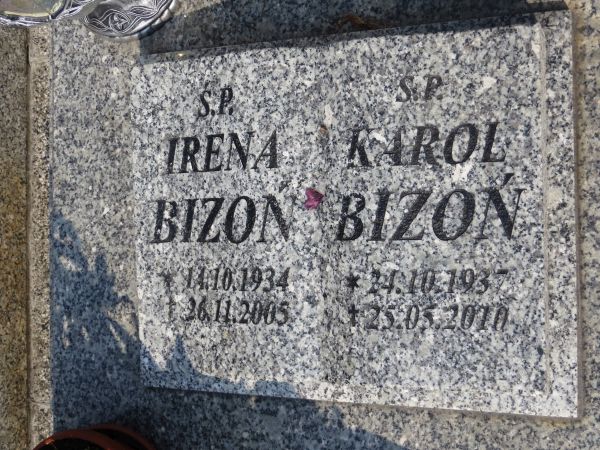 Ś.P.
IRENA
BIZOŃ
* 14.10.1934
† 26.11.2005
Ś.P.
KAROL
BIZOŃ
* 24.10.1937
† 25.05.2010